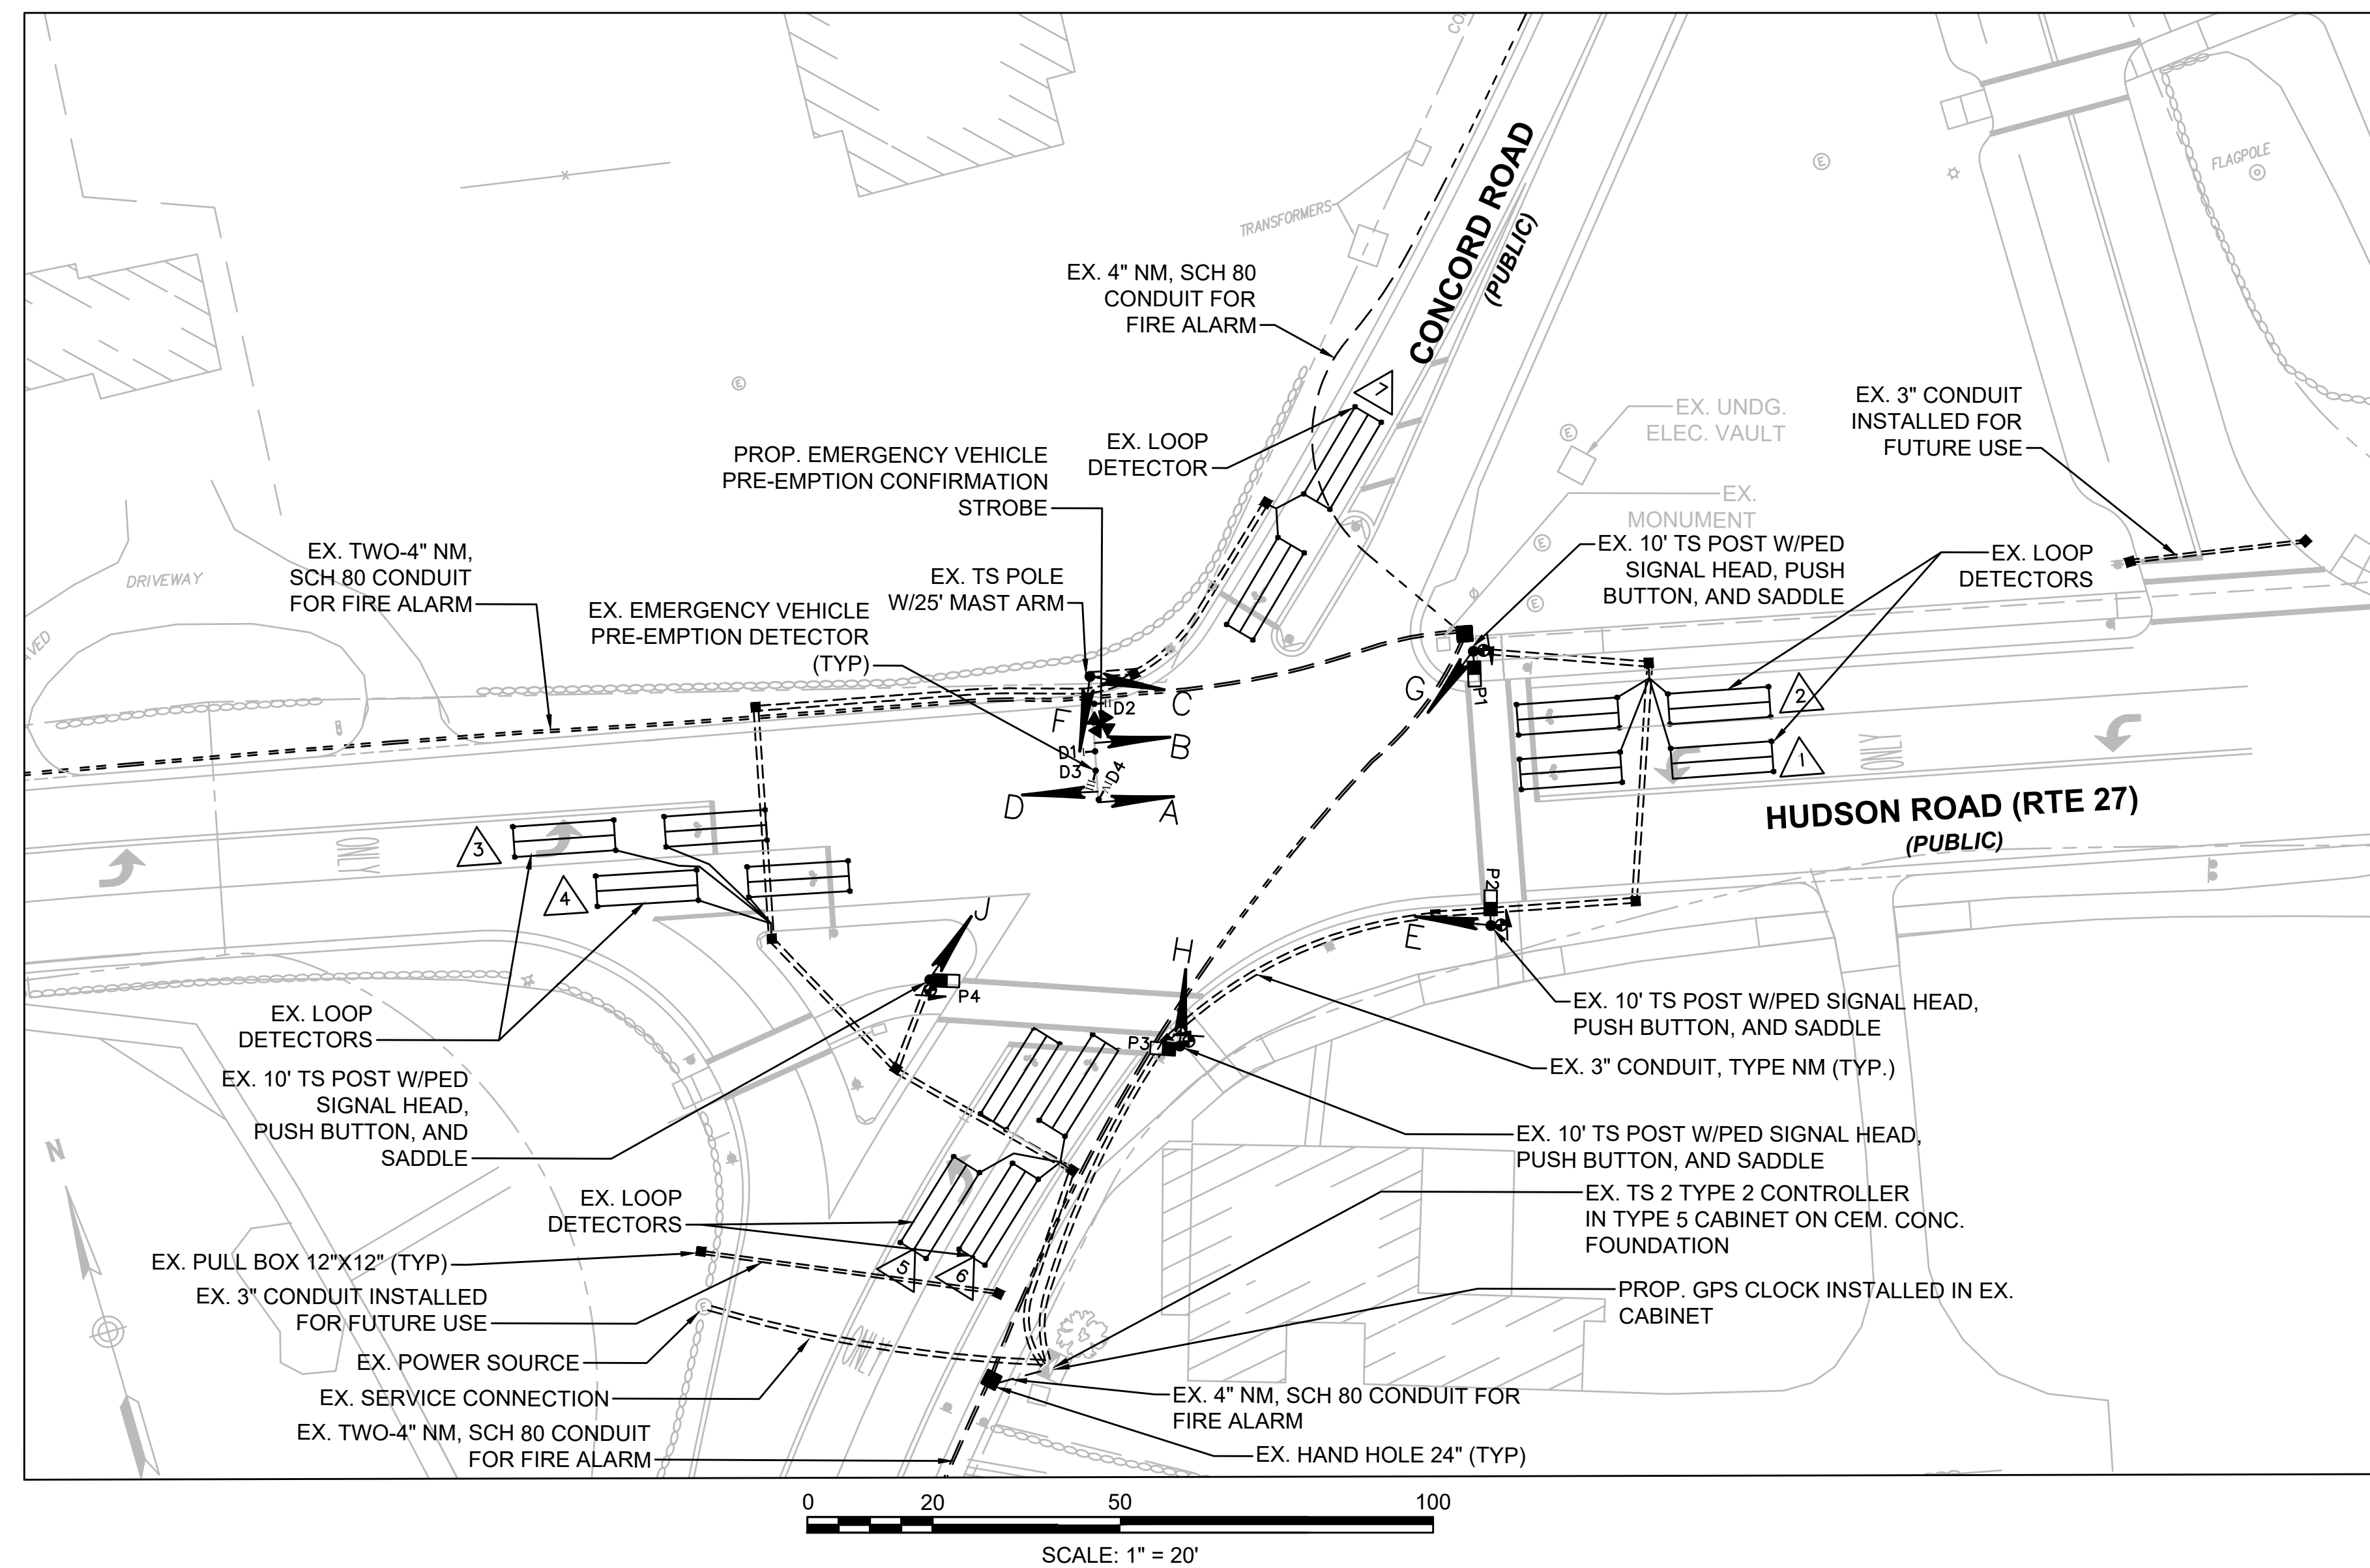 TRANSFORMERS
CONCORD ROAD
(PUBLIC)
FLAGPOLE
EX. 4" NM, SCH 80
CONDUIT FOR
FIRE ALARM
7
EX. LOOP
DETECTOR
EX. UNDG.
ELEC. VAULT
EX. 3" CONDUIT
INSTALLED FOR
FUTURE USE
PROP. EMERGENCY VEHICLE
PRE-EMPTION CONFIRMATION
STROBE
EX.
MONUMENT
EX. TWO-4" NM,
SCH 80 CONDUIT
FOR FIRE ALARM
DRIVEWAY
EX. EMERGENCY VEHICLE
PRE-EMPTION DETECTOR
(TYP)
EX. TS POLE
W/25' MAST ARM
EX. 10' TS POST W/PED
SIGNAL HEAD, PUSH
BUTTON, AND SADDLE
EX. LOOP
DETECTORS
G
P1
C
F
D2
B
D1
D3
D4
D
A
2
1
ONLY
HUDSON ROAD (RTE 27)
(PUBLIC)
3
4
ONLY
J
P4
H
P3
E
P2
EX. LOOP
DETECTORS
EX. 10' TS POST W/PED
SIGNAL HEAD,
PUSH BUTTON, AND
SADDLE
EX. 10' TS POST W/PED SIGNAL HEAD,
PUSH BUTTON, AND SADDLE
EX. 3" CONDUIT, TYPE NM (TYP.)
EX. 10' TS POST W/PED SIGNAL HEAD,
PUSH BUTTON, AND SADDLE
N
EX. LOOP
DETECTORS
5
6
EX. TS 2 TYPE 2 CONTROLLER
IN TYPE 5 CABINET ON CEM. CONC.
FOUNDATION
EX. PULL BOX 12"X12" (TYP)
EX. 3" CONDUIT INSTALLED
FOR FUTURE USE
PROP. GPS CLOCK INSTALLED IN EX.
CABINET
EX. POWER SOURCE
EX. SERVICE CONNECTION
ONLY
EX. TWO-4" NM, SCH 80 CONDUIT
FOR FIRE ALARM
EX. 4" NM, SCH 80 CONDUIT FOR
FIRE ALARM
EX. HAND HOLE 24" (TYP)
0 20 50 100
SCALE: 1" = 20'